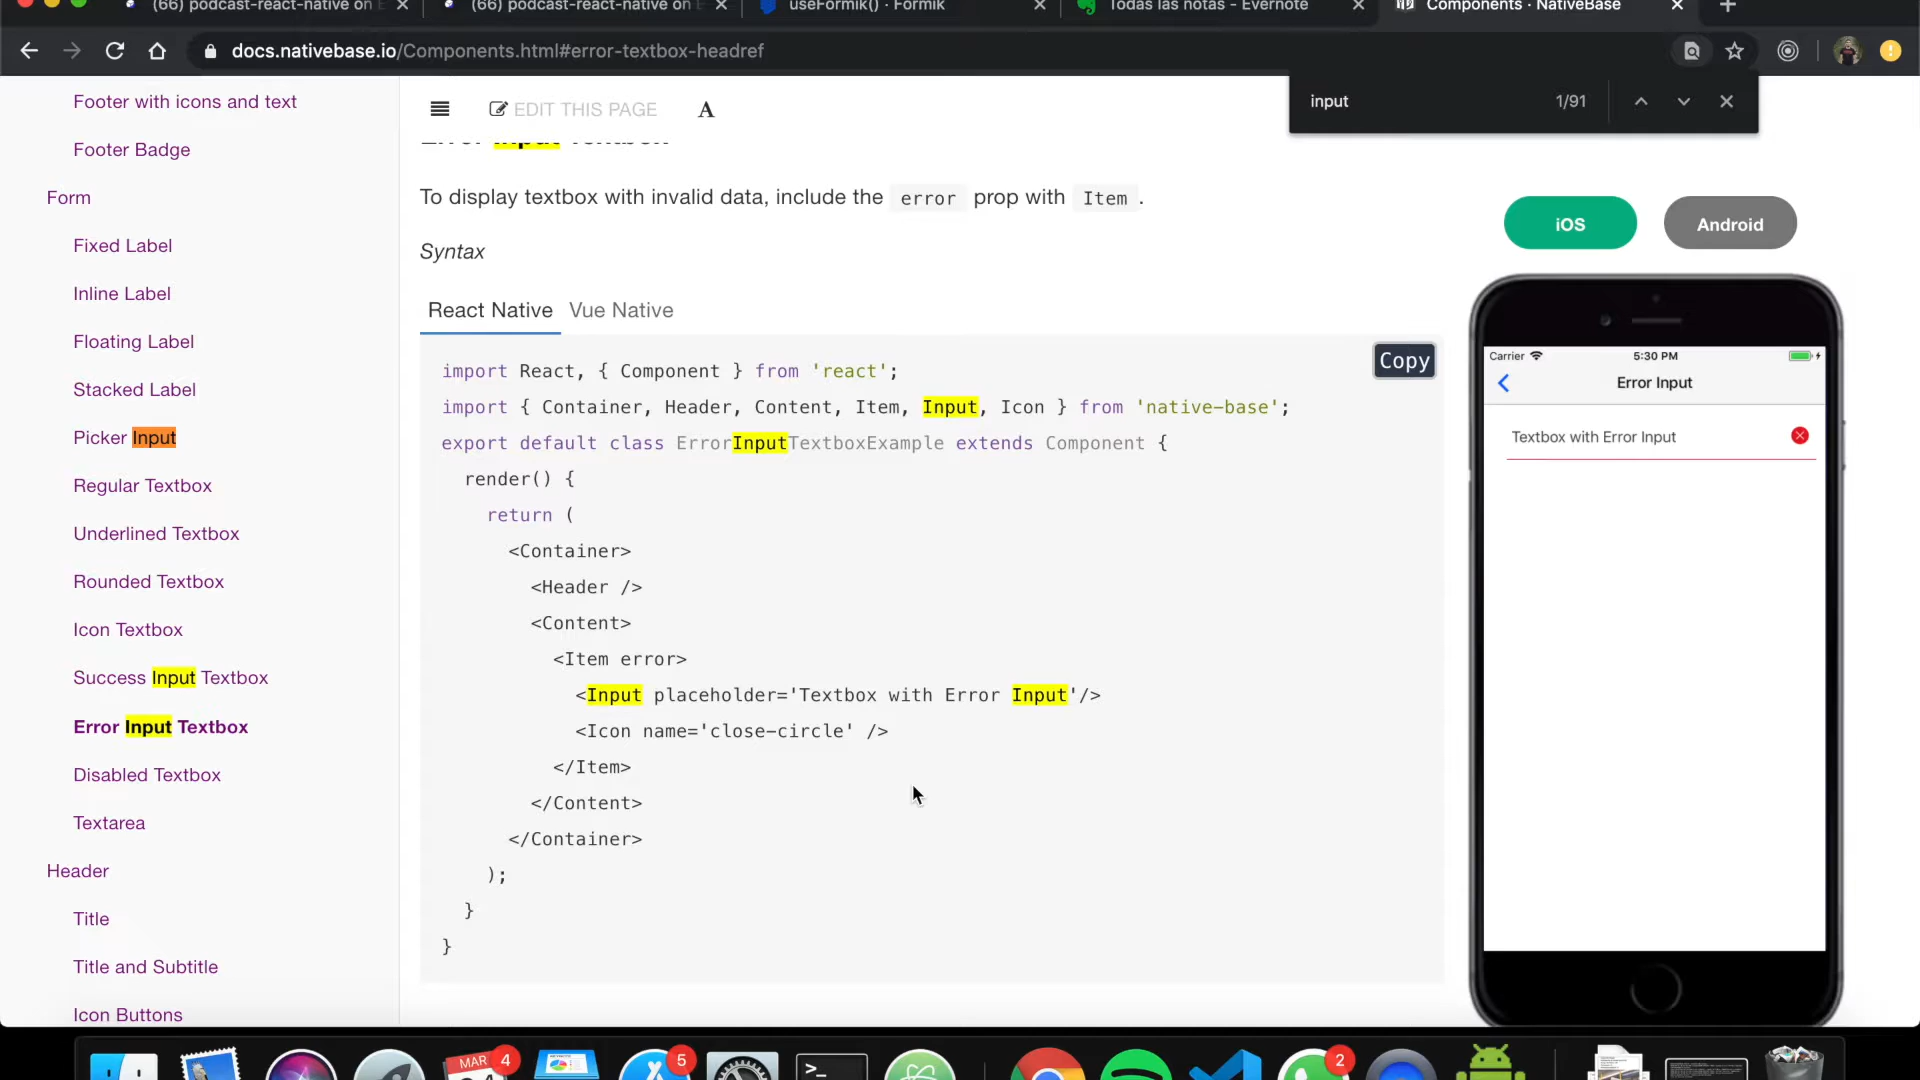 (66) podcast-react-native on E
(66) podcast-react-native on E
useFormik() · Formik
Todas las notas - Evernote
Components · NativeBase
docs.nativebase.io/Components.html#error-textbox-headref
input
1/91
Footer with icons and text
Footer Badge
Form
Fixed Label
Inline Label
Floating Label
Stacked Label
Picker Input
Regular Textbox
Underlined Textbox
Rounded Textbox
Icon Textbox
Success Input Textbox
Error Input Textbox
Disabled Textbox
Textarea
Header
Title
Title and Subtitle
Icon Buttons
EDIT THIS PAGE
A
Error Input Textbox
To display textbox with invalid data, include the error prop with Item .
Syntax
React Native Vue Native
Copy
import React, { Component } from 'react';
import { Container, Header, Content, Item, Input, Icon } from 'native-base';
export default class ErrorInputTextboxExample extends Component {
render() {
return (
<Container>
<Header />
<Content>
<Item error>
<Input placeholder='Textbox with Error Input'/>
<Icon name='close-circle' />
</Item>
</Content>
</Container>
);
}
}
iOS
Android
Carrier
5:30 PM
Error Input
Textbox with Error Input
MAR
4
5
>_
2